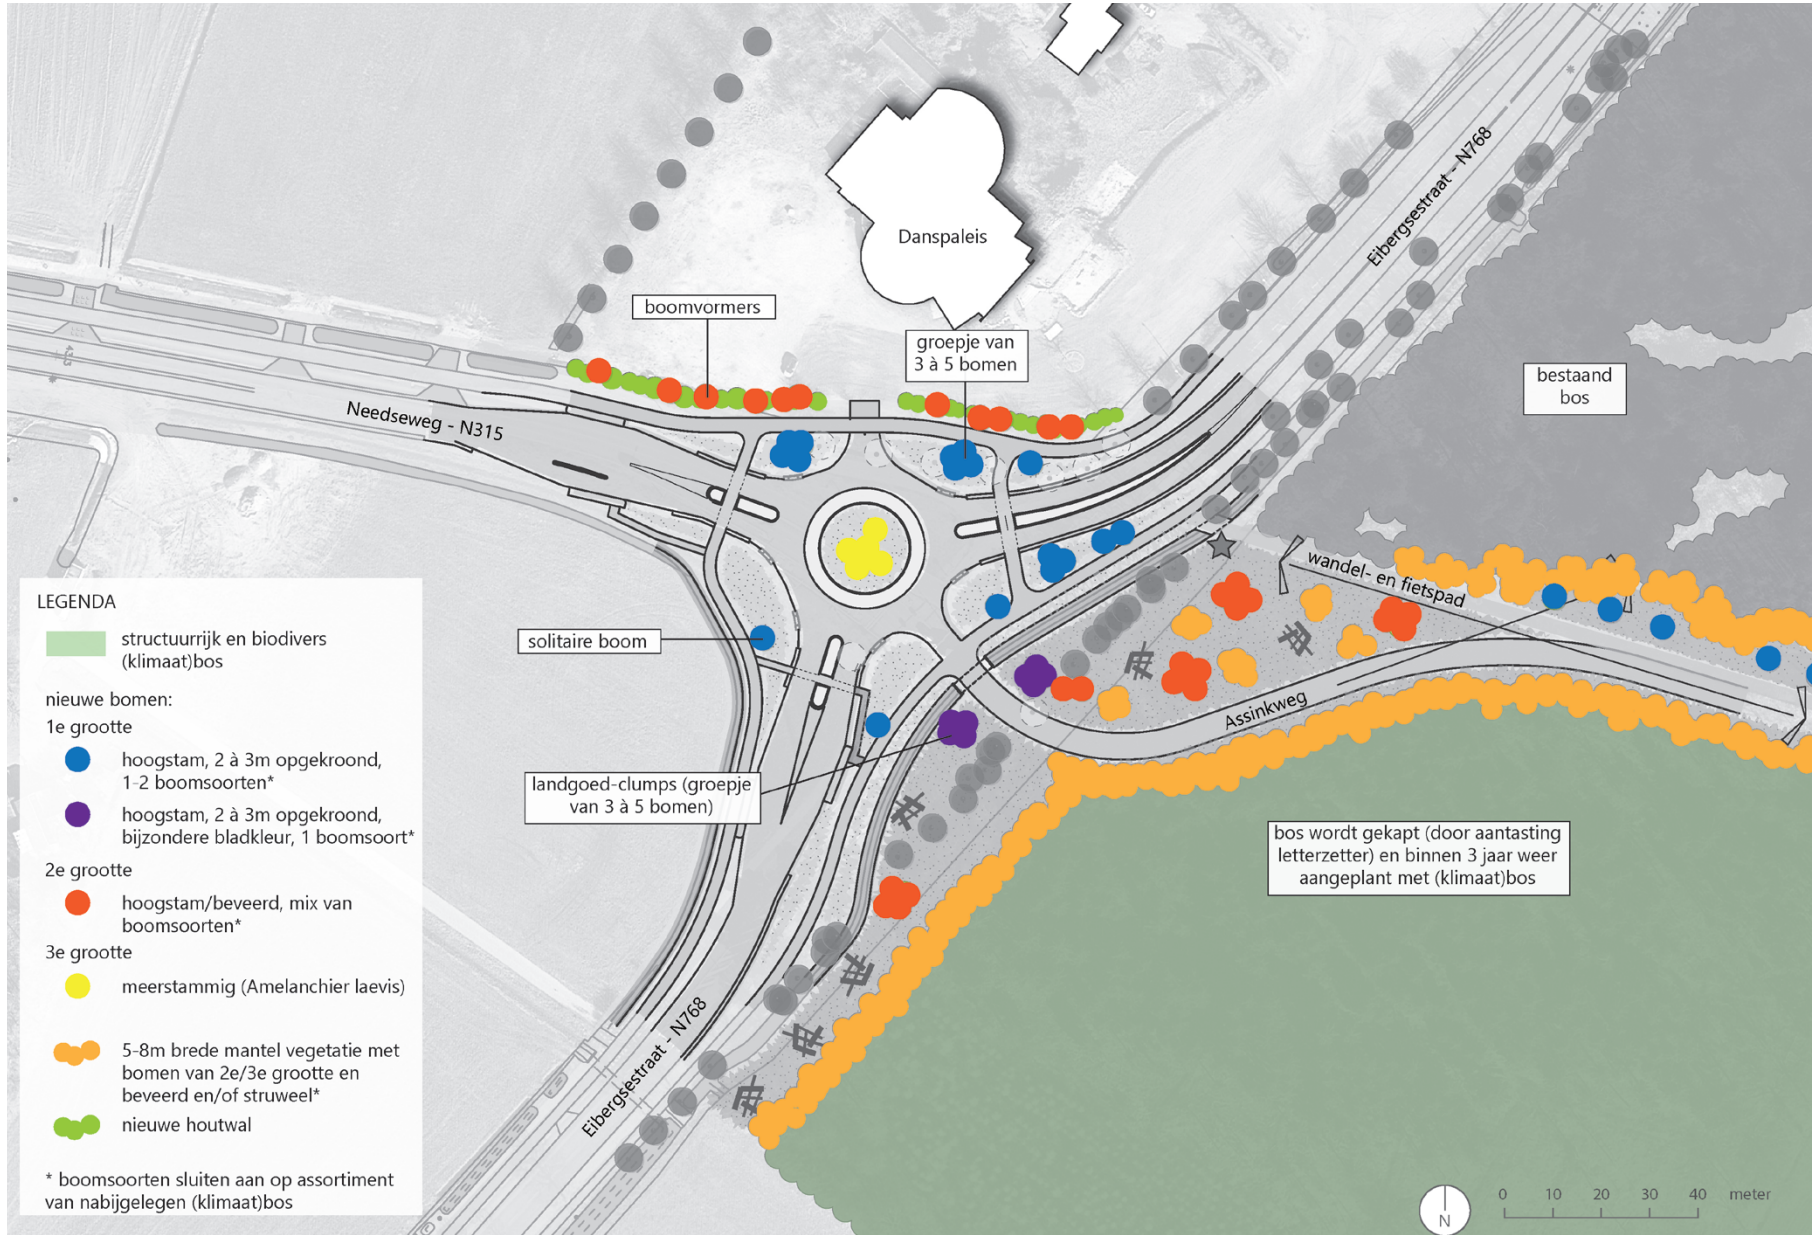 Danspaleis
Eibergsestraat - N768
boomvormers
groepje van
3 à 5 bomen
bestaand
bos
Needseweg - N315
wandel- en fietspad
solitaire boom
Assinkweg
landgoed-clumps (groepje
van 3 à 5 bomen)
bos wordt gekapt (door aantasting
letterzetter) en binnen 3 jaar weer
aangeplant met (klimaat)bos
Eibergsestraat - N768
LEGENDA
structuurrijk en biodivers
(klimaat)bos
nieuwe bomen:
1e grootte
hoogstam, 2 à 3m opgekroond,
1-2 boomsoorten*
hoogstam, 2 à 3m opgekroond,
bijzondere bladkleur, 1 boomsoort*
2e grootte
hoogstam/beveerd, mix van
boomsoorten*
3e grootte
meerstammig (Amelanchier laevis)
5-8m brede mantel vegetatie met
bomen van 2e/3e grootte en
beveerd en/of struweel*
nieuwe houtwal
* boomsoorten sluiten aan op assortiment
van nabijgelegen (klimaat)bos
N
0 10 20 30 40 meter